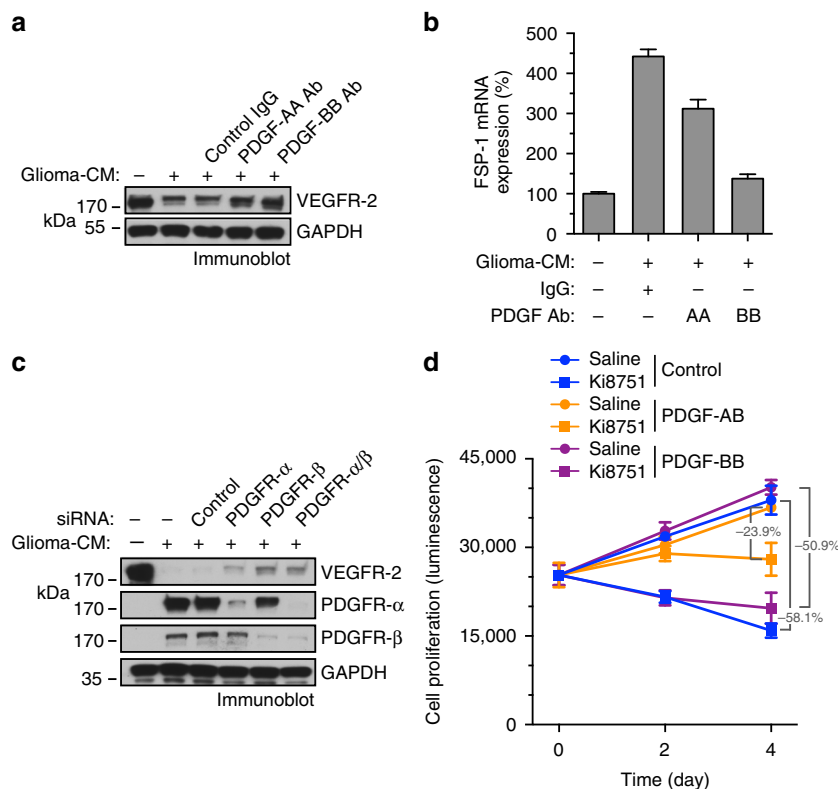 a
Control IgG
PDGF-AA Ab
PDGF-BB Ab
Glioma-CM: – + + + +
170 – VEGFR-2
kDa
55 – GAPDH
Immunoblot
b
FSP-1 mRNA
expression (%)
500
400
300
200
100
0
Glioma-CM: – + + +
IgG: – + – –
PDGF Ab: – – AA BB
c
Control
PDGFR-α
PDGFR-β
PDGFR-α/β
siRNA: – –
Glioma-CM: – + + + + +
170 – VEGFR-2
kDa
170 – PDGFR-α
170 – PDGFR-β
35 – GAPDH
Immunoblot
d
Saline
Ki8751
Control
Saline
Ki8751
PDGF-AB
Saline
Ki8751
PDGF-BB
Cell proliferation (luminescence)
45,000
30,000
15,000
0
–23.9%
–50.9%
–58.1%
0 2 4
Time (day)